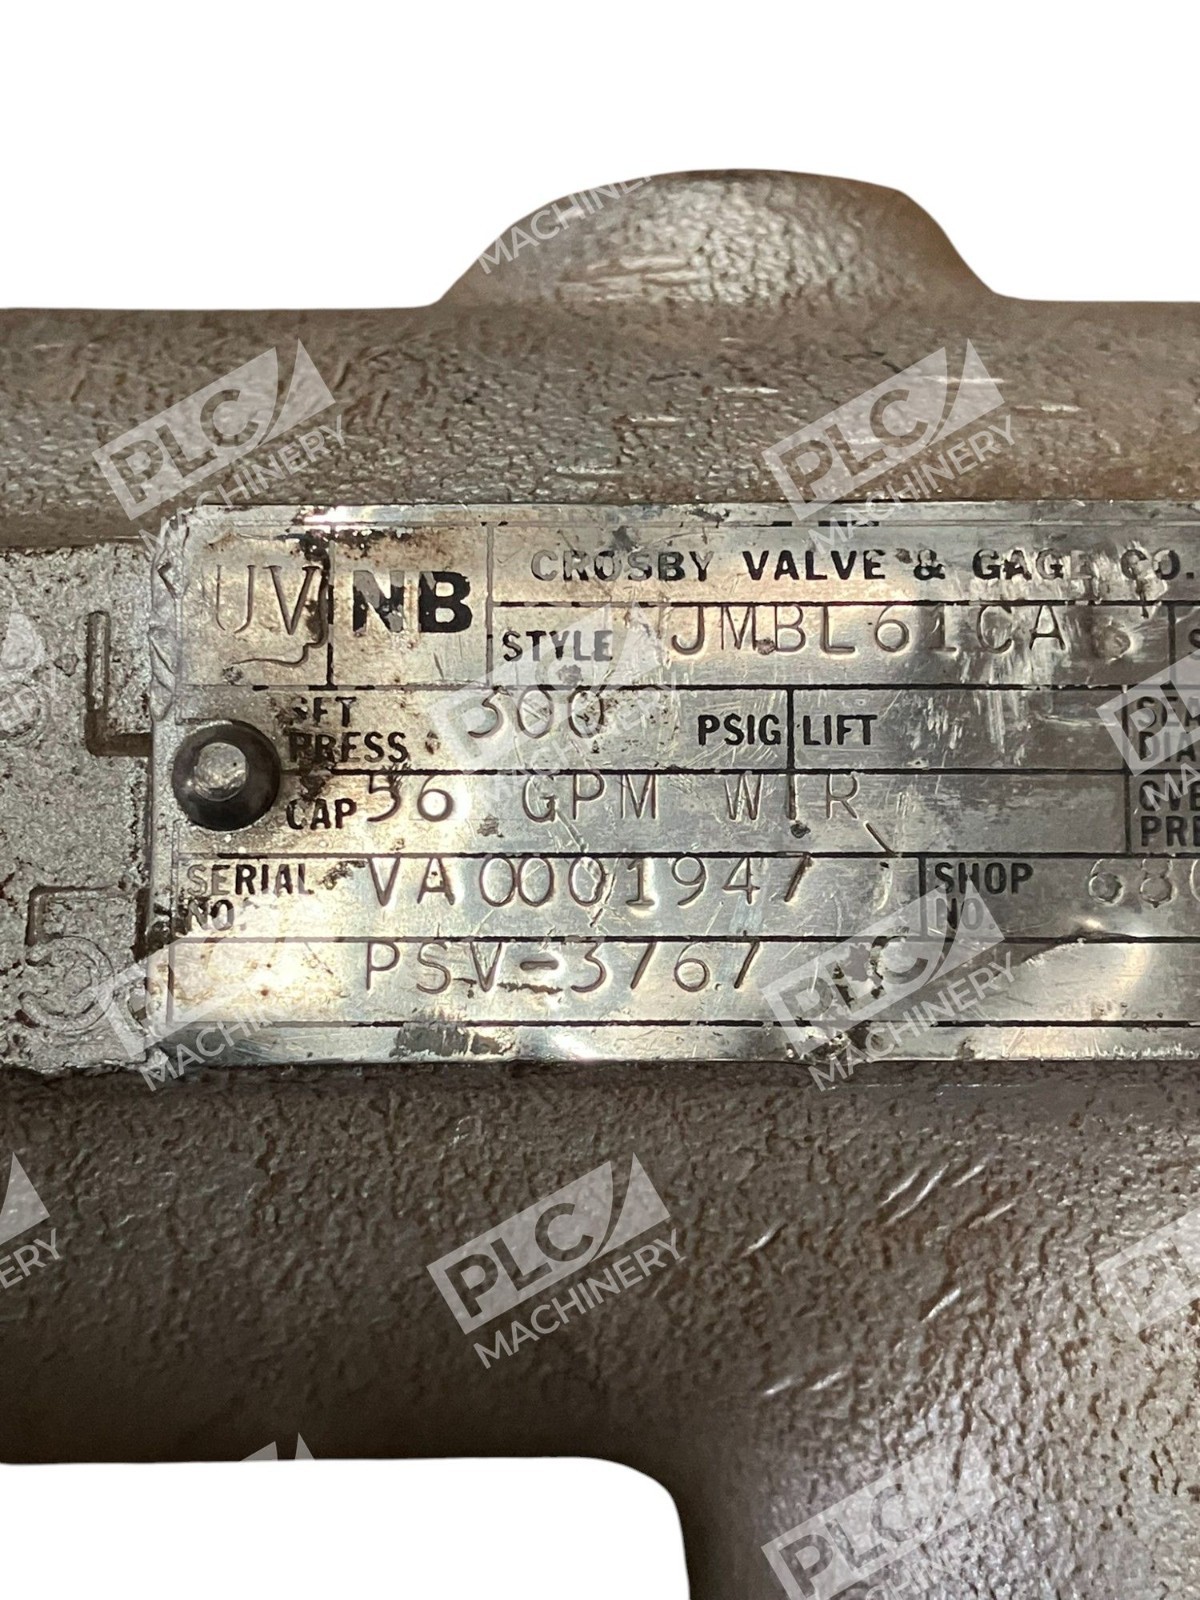 UV NB CROSBY VALVE & GAGE CO.
STYLE JMBL61CA
SET PRESS 300 PSIG LIFT
CAP 56 GPM WTR
SERIAL NO. VA0001947 SHOP NO.
PSV-3767
PLC MACHINERY